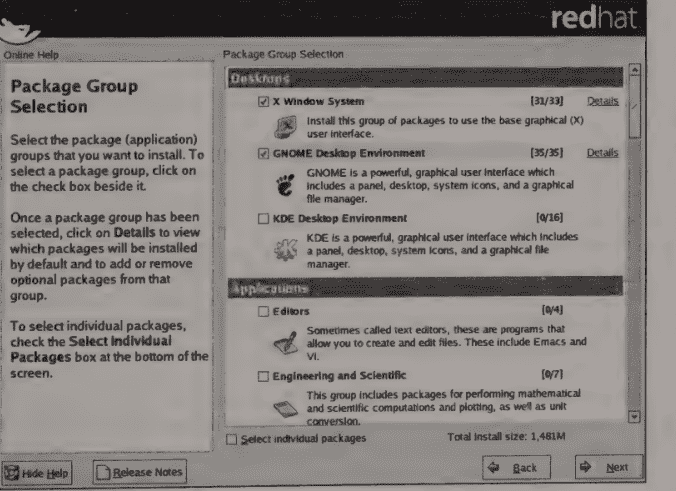 redhat
Online Help
Package Group
Selection
Select the package (application)
groups that you want to install. To
select a package group, click on
the check box beside it.
Once a package group has been
selected, click on Details to view
which packages will be installed
by default and to add or remove
optional packages from that
group.
To select individual packages,
check the Select Individual
Packages box at the bottom of the
screen.
Hide Help
Release Notes
Package Group Selection
Desktops
X Window System [31/33] Details
Install this group of packages to use the base graphical (X)
user interface.
GNOME Desktop Environment [35/35] Details
GNOME is a powerful, graphical user interface which
includes a panel, desktop, system icons, and a graphical
file manager.
KDE Desktop Environment [0/16]
KDE is a powerful, graphical user interface which includes
a panel, desktop, system icons, and a graphical file
manager.
Applications
Editors [0/4]
Sometimes called text editors, these are programs that
allow you to create and edit files. These include Emacs and
Vi.
Engineering and Scientific [0/7]
This group includes packages for performing mathematical
and scientific computations and plotting, as well as unit
conversion.
Select individual packages Total install size: 1,481M
Back Next